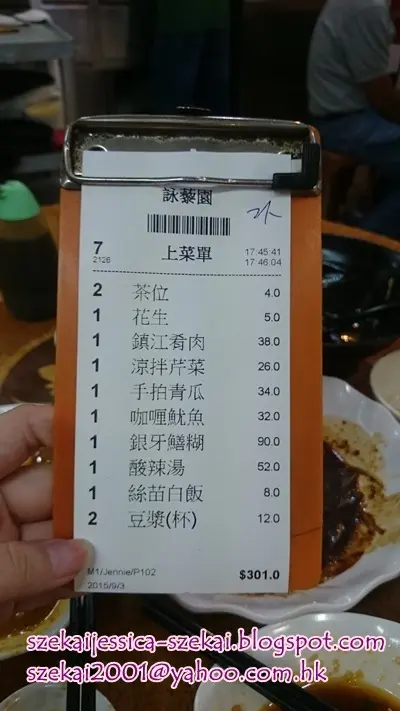 詠藜園
7 上菜單 17:45:41
2126 17:46:04
2 茶位 4.0
1 花生 5.0
1 鎮江肴肉 38.0
1 涼拌芹菜 26.0
1 手拍青瓜 34.0
1 咖喱魷魚 32.0
1 銀牙鱔糊 90.0
1 酸辣湯 52.0
1 絲苗白飯 8.0
2 豆漿(杯) 12.0
M1/Jennie/P102 $301.0
2015/9/3
szekaijessica-szekai.blogspot.com
szekai2001@yahoo.com.hk